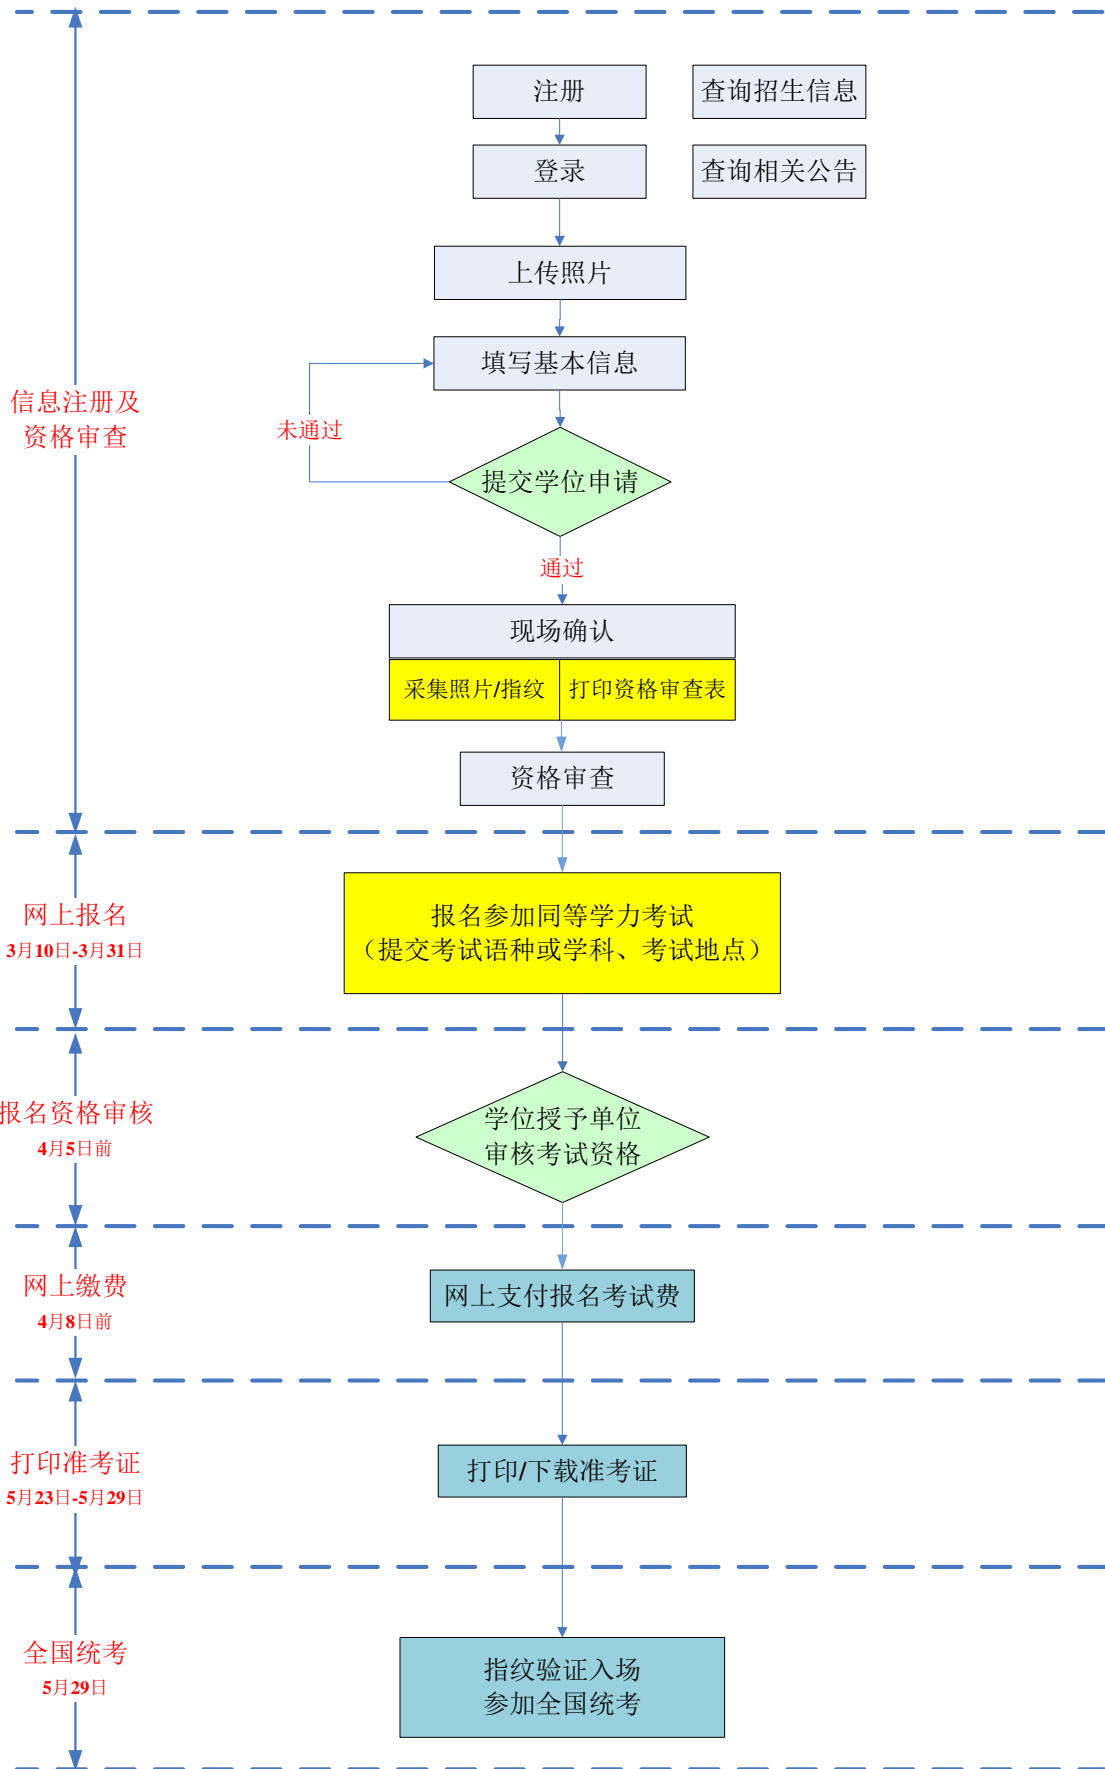 注册
查询招生信息
登录
查询相关公告
上传照片
填写基本信息
信息注册及
资格审查
未通过
提交学位申请
通过
现场确认
采集照片/指纹
打印资格审查表
资格审查
网上报名
3月10日-3月31日
报名参加同等学力考试
（提交考试语种或学科、考试地点）
报名资格审核
4月5日前
学位授予单位
审核考试资格
网上缴费
4月8日前
网上支付报名考试费
打印准考证
5月23日-5月29日
打印/下载准考证
全国统考
5月29日
指纹验证入场
参加全国统考